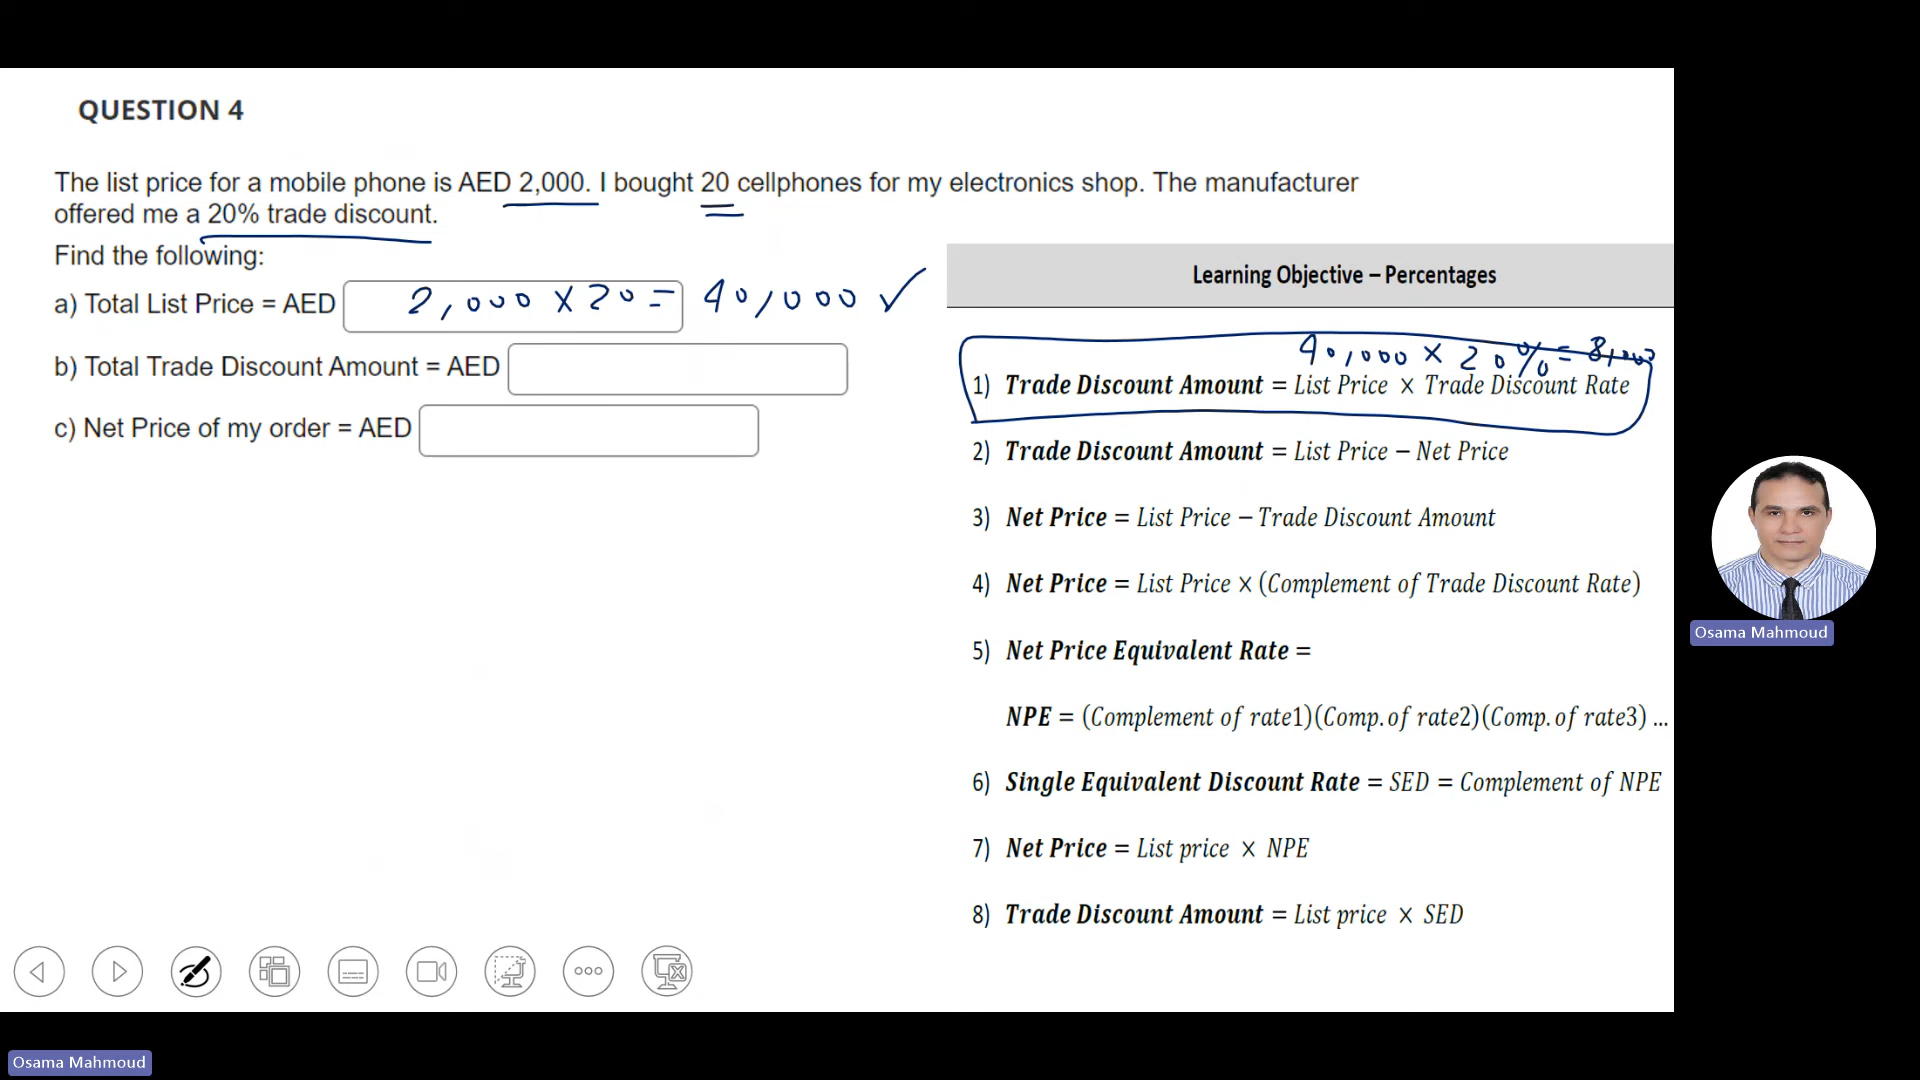 QUESTION 4
The list price for a mobile phone is AED 2,000. I bought 20 cellphones for my electronics shop. The manufacturer
offered me a 20% trade discount.
Find the following:
a) Total List Price = AED 2,000 × 20 = 40,000 ✓
b) Total Trade Discount Amount = AED
c) Net Price of my order = AED
Learning Objective – Percentages
40,000 × 20% = 8,000
1) Trade Discount Amount = List Price × Trade Discount Rate
2) Trade Discount Amount = List Price − Net Price
3) Net Price = List Price − Trade Discount Amount
4) Net Price = List Price × (Complement of Trade Discount Rate)
5) Net Price Equivalent Rate =
NPE = (Complement of rate1)(Comp. of rate2)(Comp. of rate3) ...
6) Single Equivalent Discount Rate = SED = Complement of NPE
7) Net Price = List price × NPE
8) Trade Discount Amount = List price × SED
Osama Mahmoud
Osama Mahmoud